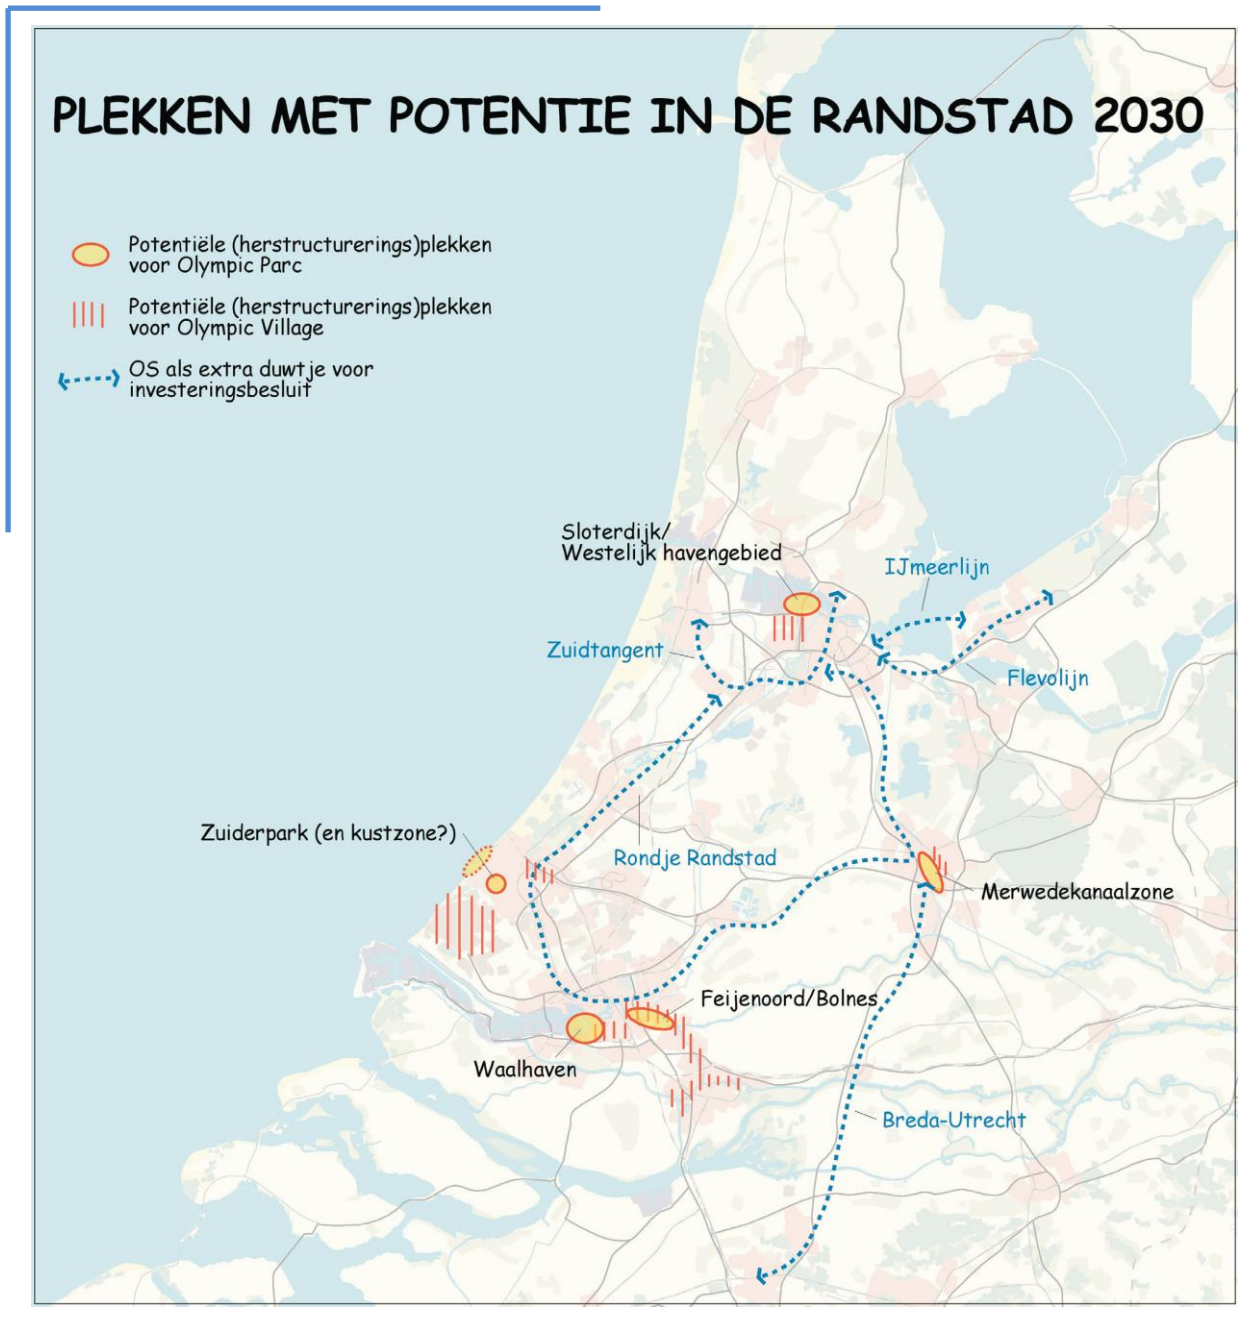 PLEKKEN MET POTENTIE IN DE RANDSTAD 2030
Potentiële (herstructurerings)plekken
voor Olympic Parc
Potentiële (herstructurerings)plekken
voor Olympic Village
OS als extra duwtje voor
investeringsbesluit
Sloterdijk/
Westelijk havengebied
IJmeerlijn
Zuidtangent
Flevolijn
Zuiderpark (en kustzone?)
Rondje Randstad
Merwedekanaalzone
Feijenoord/Bolnes
Waalhaven
Breda-Utrecht